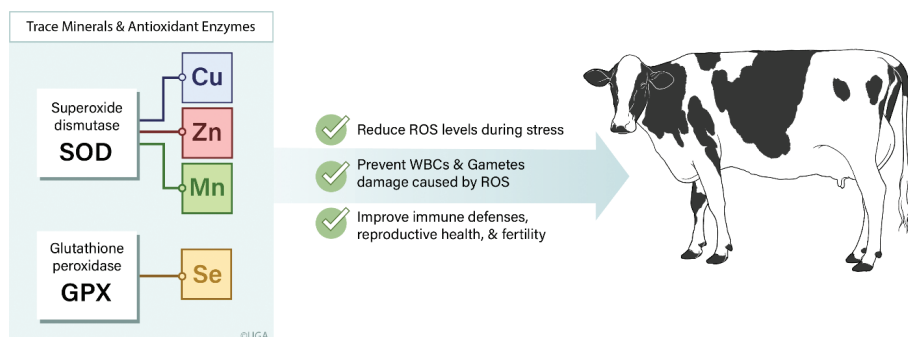 Trace Minerals & Antioxidant Enzymes
Superoxide
dismutase
SOD
Cu
Zn
Mn
Glutathione
peroxidase
GPX
Se
©UGA
Reduce ROS levels during stress
Prevent WBCs & Gametes
damage caused by ROS
Improve immune defenses,
reproductive health, & fertility